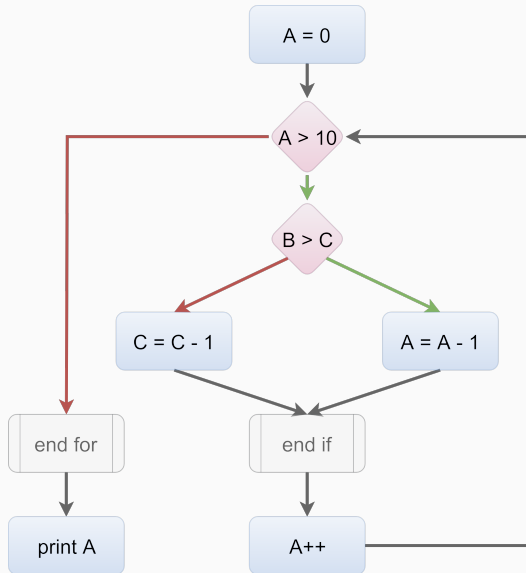 A = 0
A > 10
B > C
C = C - 1
A = A - 1
end for
end if
print A
A++